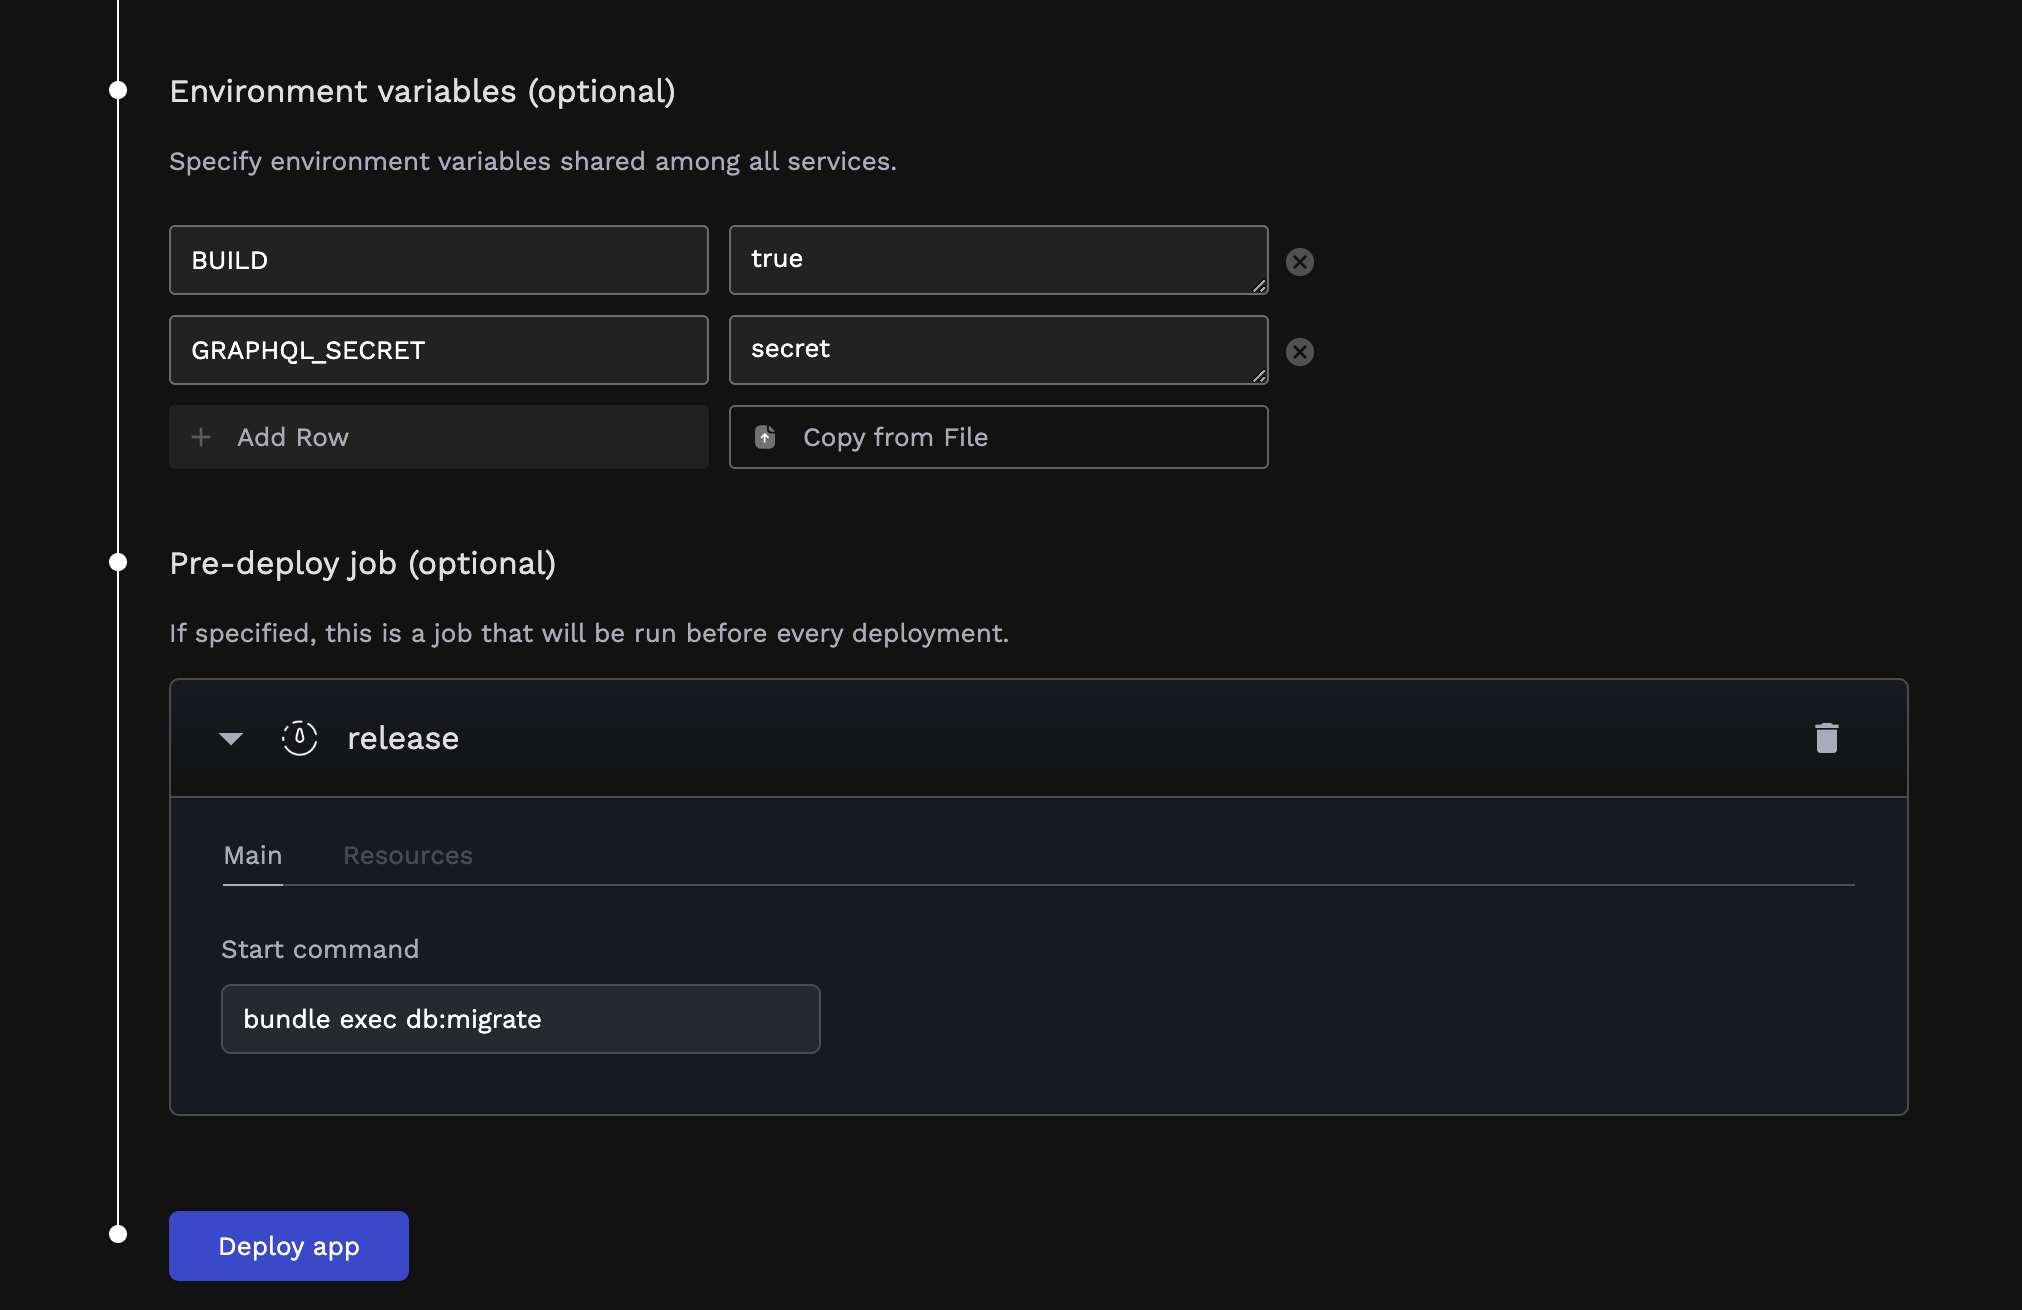 Environment variables (optional)
Specify environment variables shared among all services.
BUILD
true
GRAPHQL_SECRET
secret
Add Row
Copy from File
Pre-deploy job (optional)
If specified, this is a job that will be run before every deployment.
release
Main
Resources
Start command
bundle exec db:migrate
Deploy app